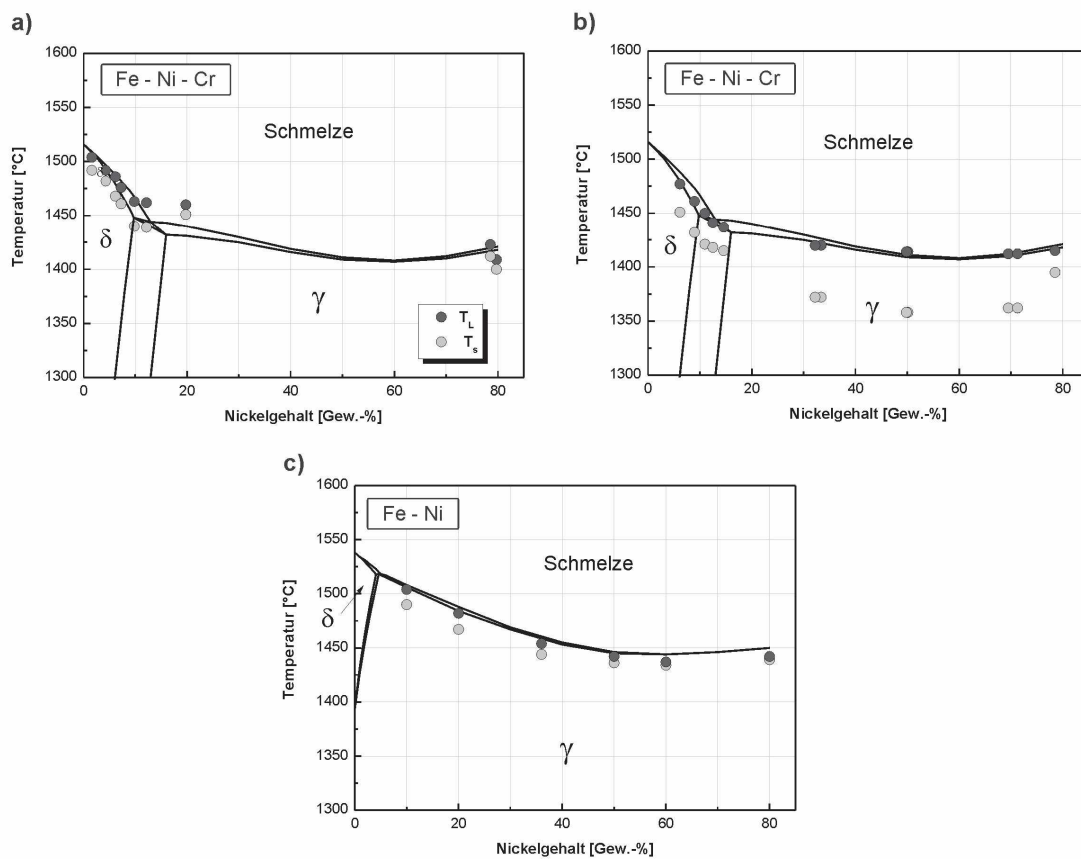 a)
Fe - Ni - Cr
Schmelze
δ
γ
T_L
T_s
Temperatur [°C]
1600
1550
1500
1450
1400
1350
1300
0 20 40 60 80
Nickelgehalt [Gew.-%]
b)
Fe - Ni - Cr
Schmelze
δ
γ
Temperatur [°C]
1600
1550
1500
1450
1400
1350
1300
0 20 40 60 80
Nickelgehalt [Gew.-%]
c)
Fe - Ni
Schmelze
δ
γ
Temperatur [°C]
1600
1550
1500
1450
1400
1350
1300
0 20 40 60 80
Nickelgehalt [Gew.-%]